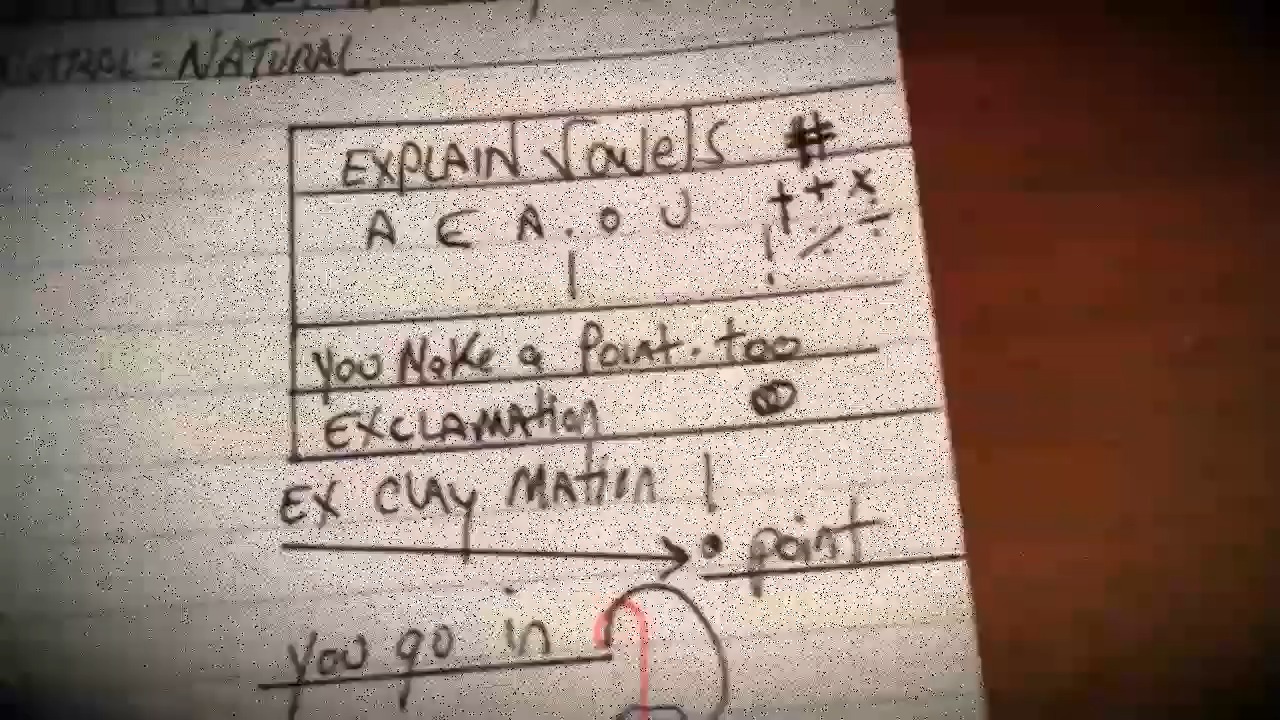 = NATURAL
EXPLAIN VowelS #
A E A . O U + + x
| ! ÷ ÷
You Make a Point. too
EXCLAMAtion
EX CLAY MAtion !
point
you go in